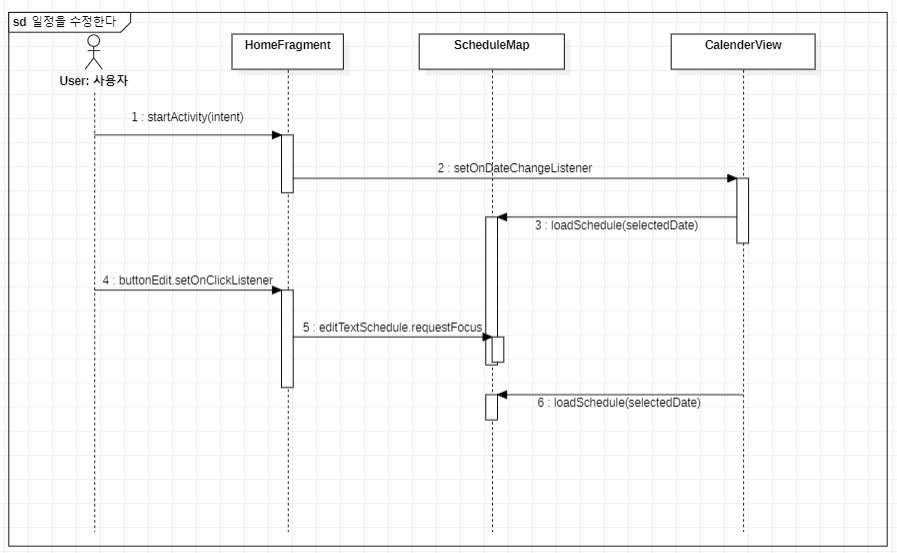 sd 일정을 수정한다
User: 사용자
HomeFragment
ScheduleMap
CalenderView
1 : startActivity(intent)
2 : setOnDateChangeListener
3 : loadSchedule(selectedDate)
4 : buttonEdit.setOnClickListener
5 : editTextSchedule.requestFocus
6 : loadSchedule(selectedDate)